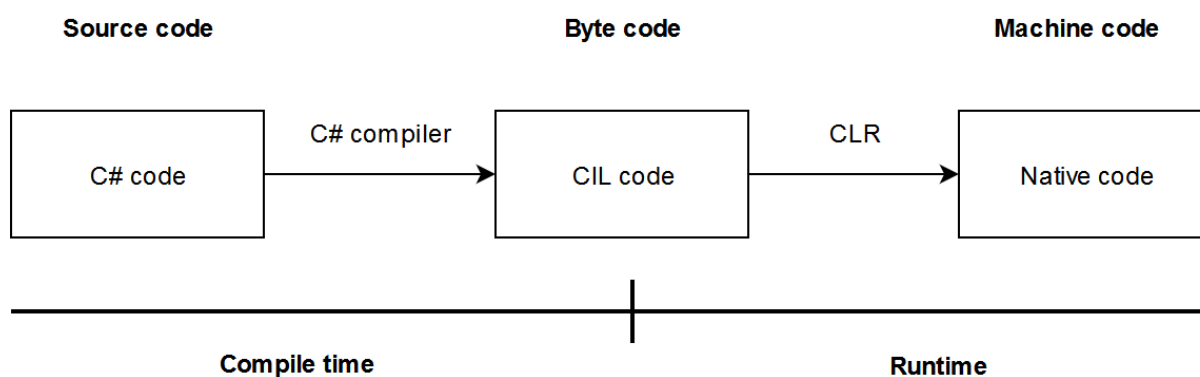 Source code
Byte code
Machine code
C# compiler
CLR
C# code
CIL code
Native code
Compile time
Runtime